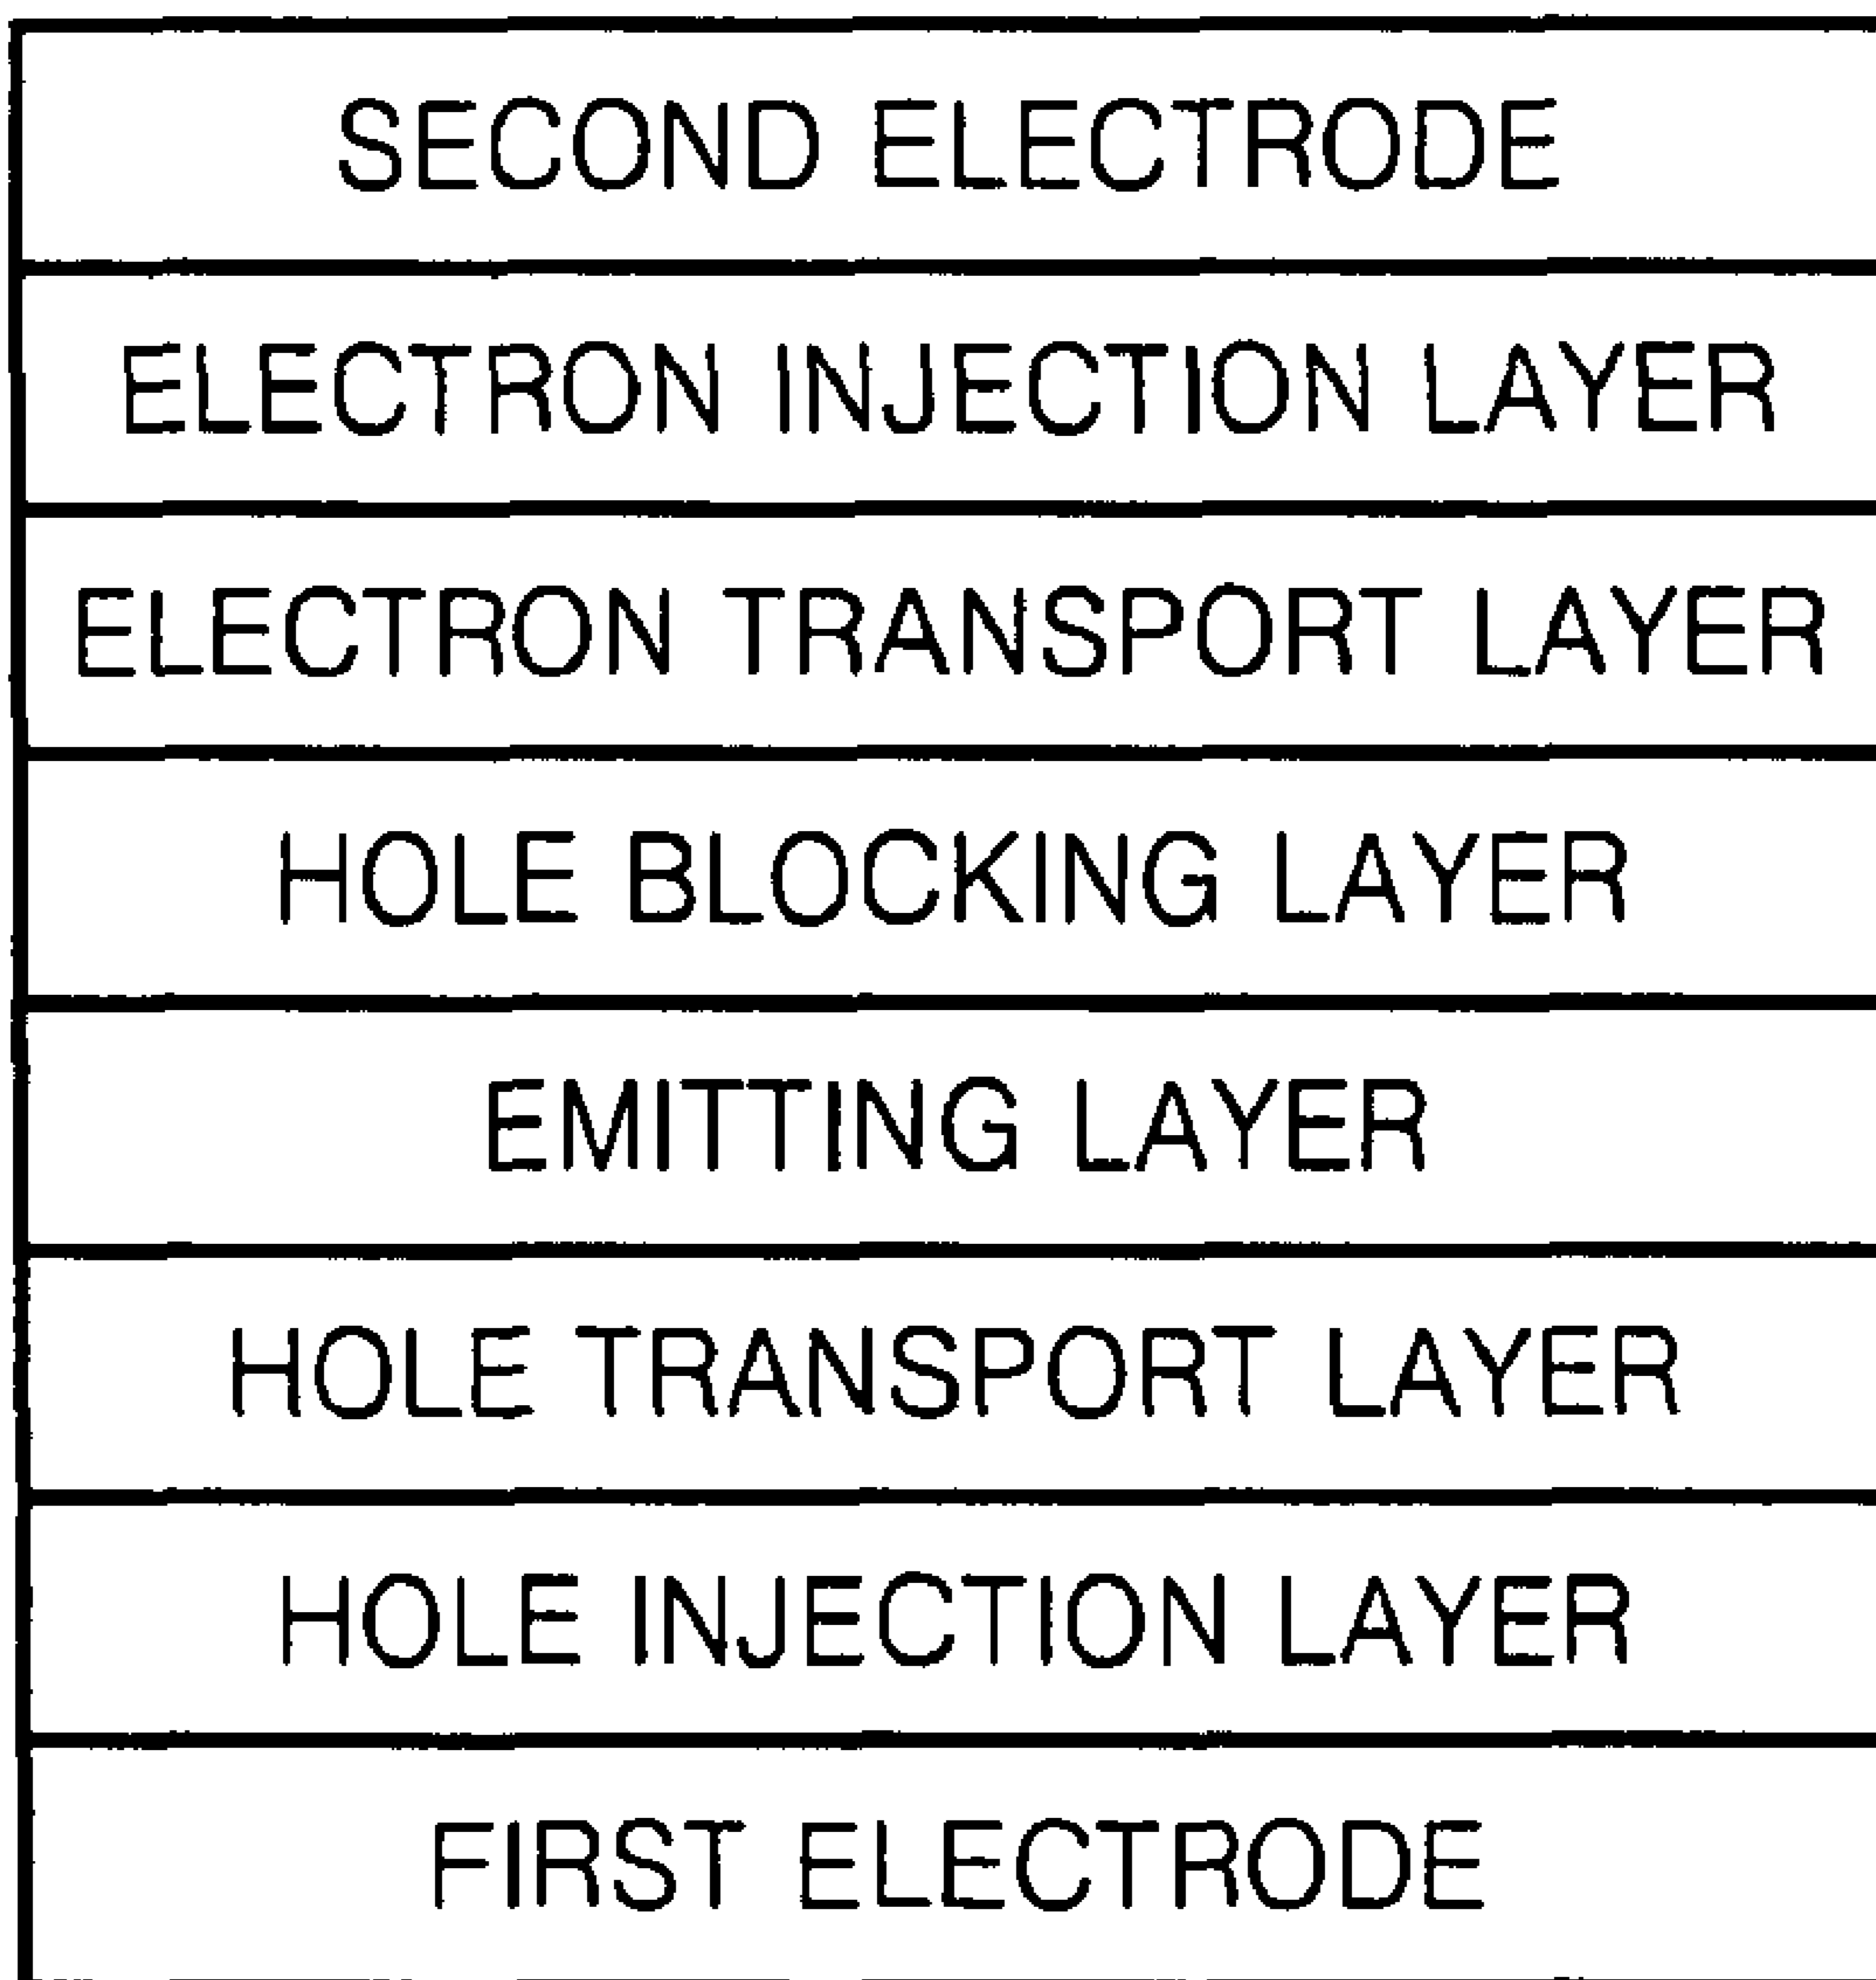 SECOND ELECTRODE
ELECTRON INJECTION LAYER
ELECTRON TRANSPORT LAYER
HOLE BLOCKING LAYER
EMITTING LAYER
HOLE TRANSPORT LAYER
HOLE INJECTION LAYER
FIRST ELECTRODE